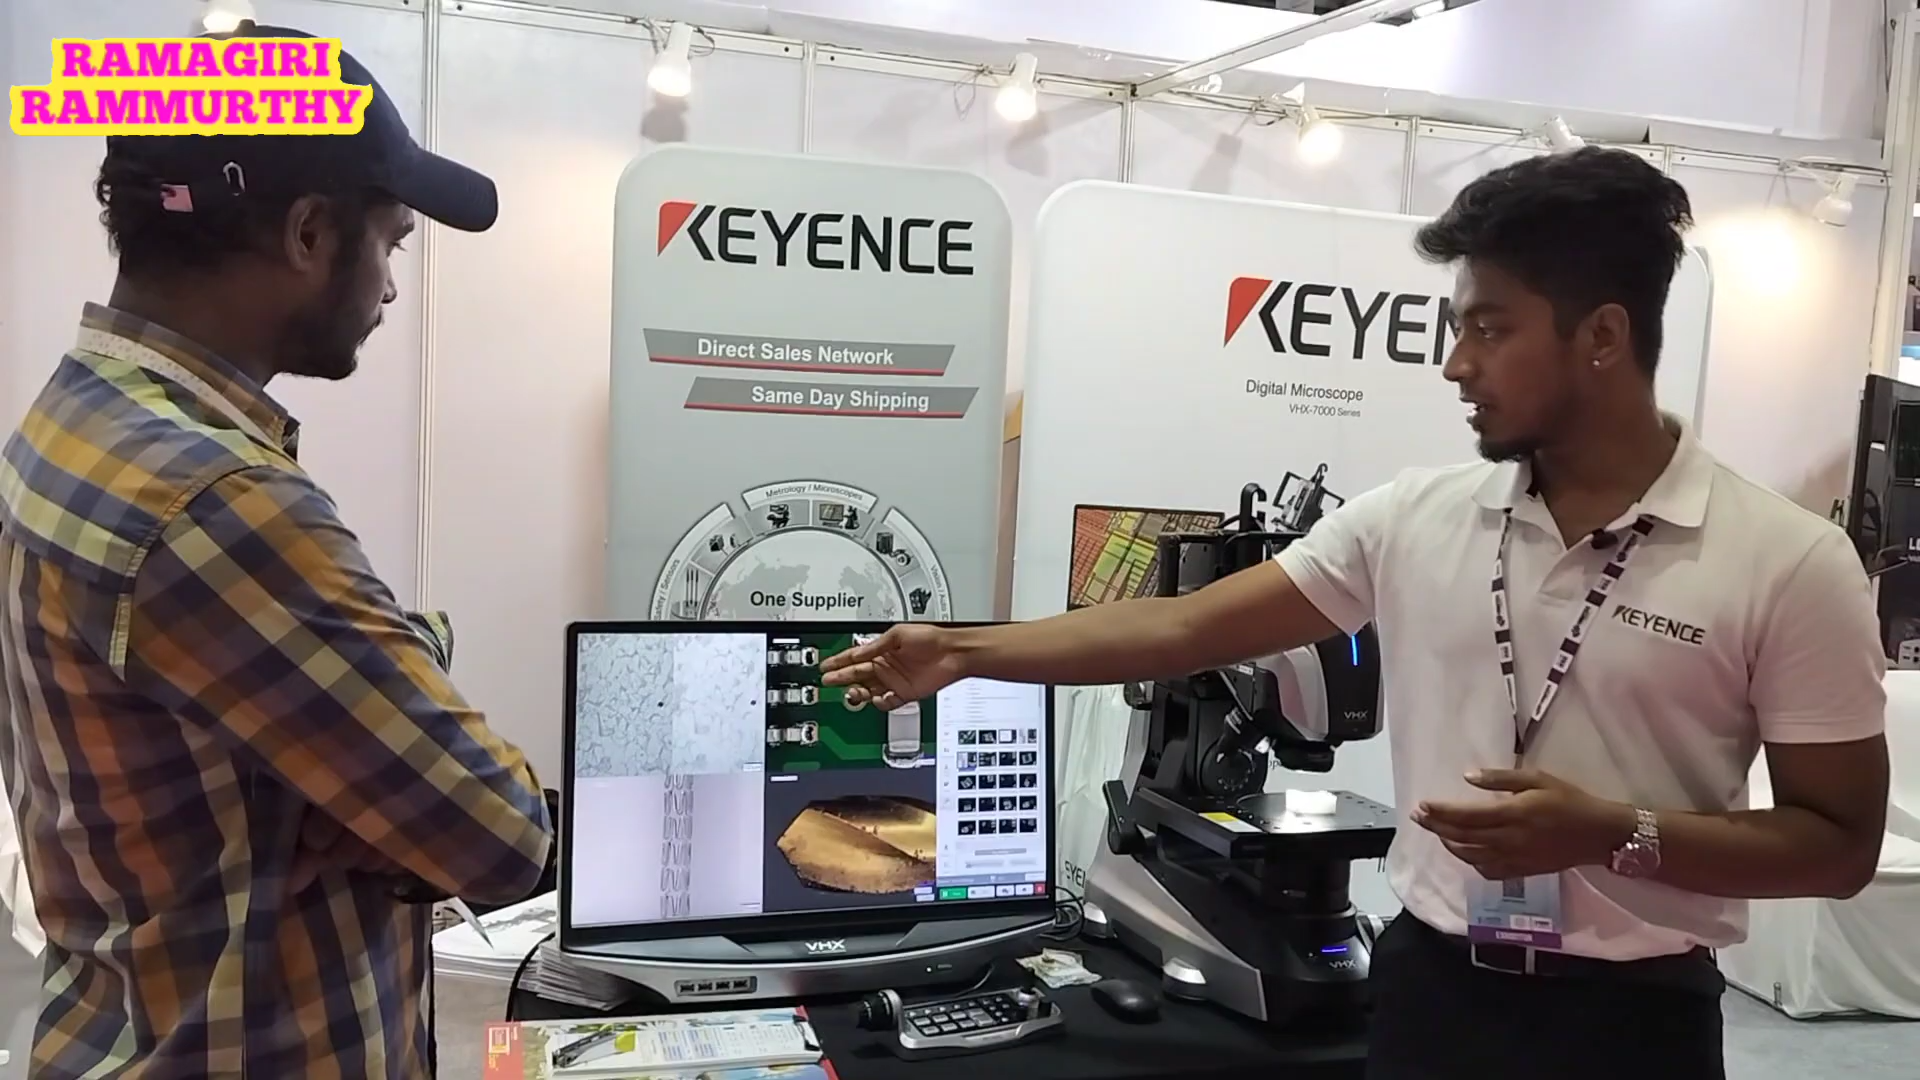 RAMAGIRI
RAMMURTHY
KEYENCE
Direct Sales Network
Same Day Shipping
Metrology / Microscopes
One Supplier
KEYEN
Digital Microscope
VHX-7000 Series
KEYENCE
VHX
VHX
VHX
EXHIBITOR